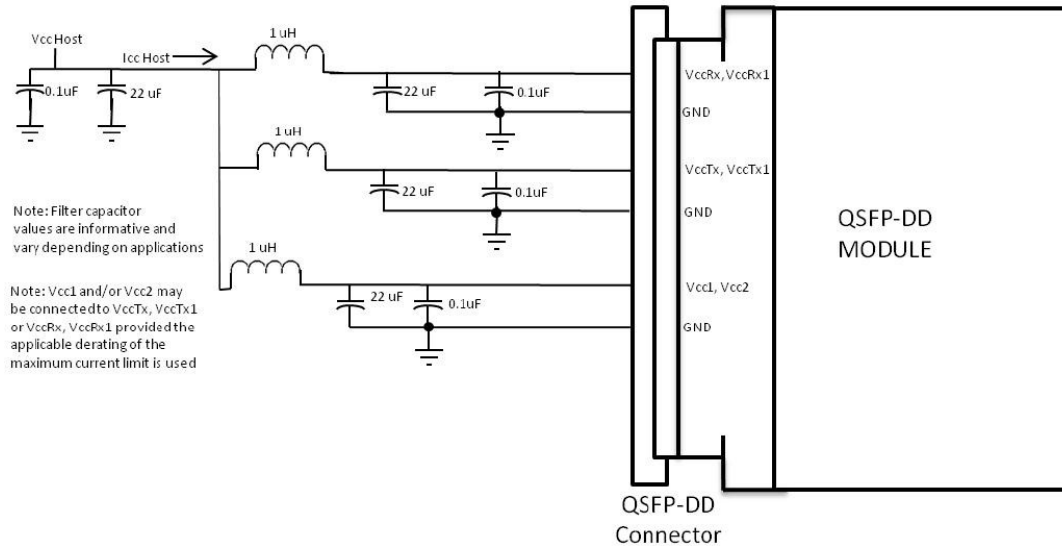 Vcc Host
Icc Host
0.1uF
22 uF
1 uH
22 uF
0.1uF
VccRx, VccRx1
GND
1 uH
22 uF
0.1uF
VccTx, VccTx1
GND
Note: Filter capacitor
values are informative and
vary depending on applications
1 uH
22 uF
0.1uF
Vcc1, Vcc2
GND
Note: Vcc1 and/or Vcc2 may
be connected to VccTx, VccTx1
or VccRx, VccRx1 provided the
applicable derating of the
maximum current limit is used
QSFP-DD
MODULE
QSFP-DD
Connector